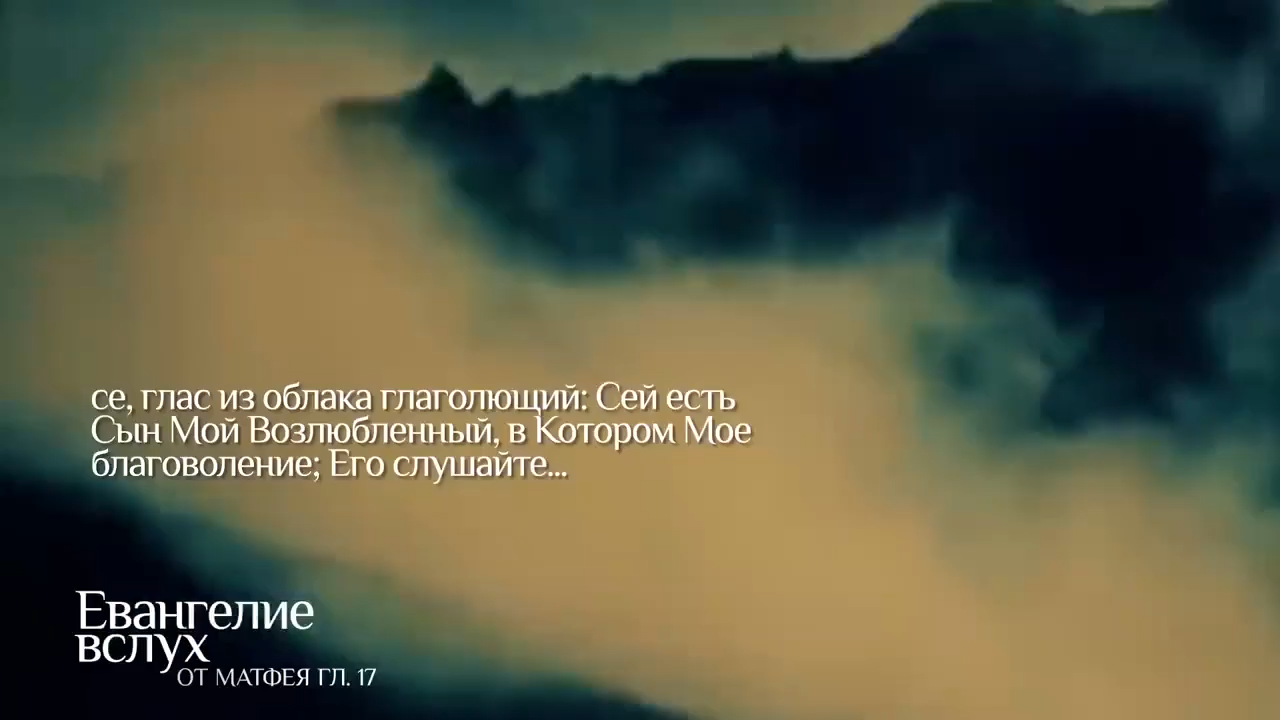 се, глас из облака глаголющий: Сей есть
Сын Мой Возлюбленный, в Котором Мое
благоволение; Его слушайте...
Евангелие
вслух
ОТ МАТФЕЯ ГЛ. 17